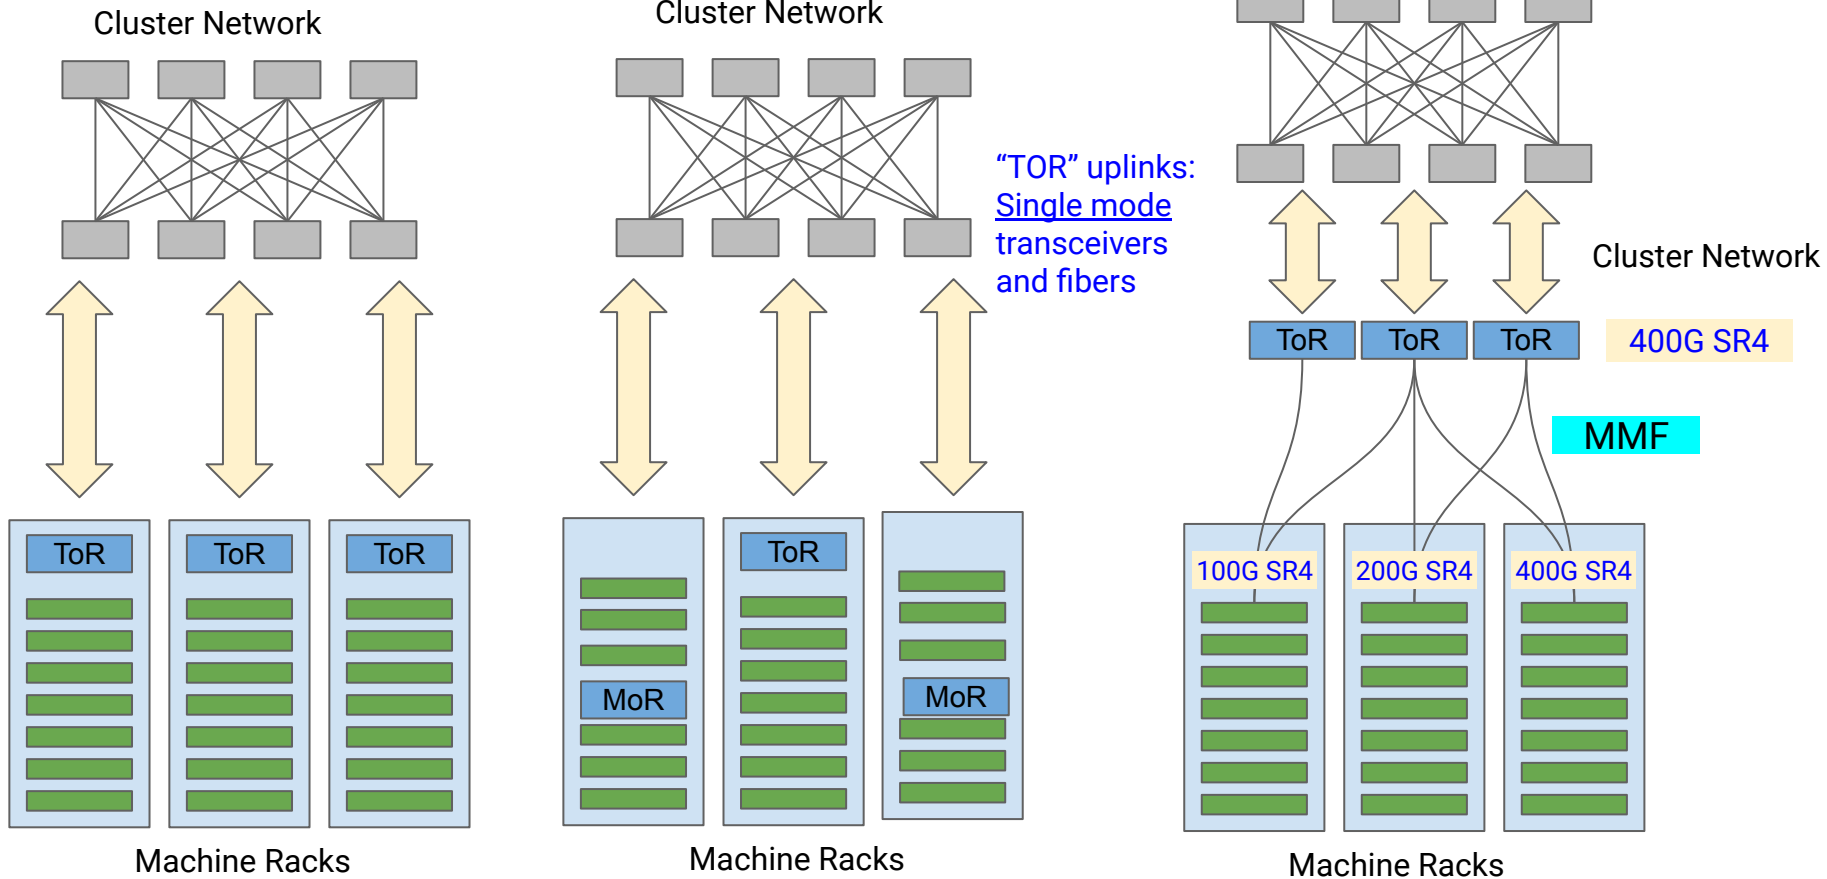 Cluster Network
ToR
ToR
ToR
Machine Racks
Cluster Network
“TOR” uplinks:
Single mode
transceivers
and fibers
ToR
MoR
MoR
Machine Racks
Cluster Network
ToR
ToR
ToR
400G SR4
MMF
100G SR4
200G SR4
400G SR4
Machine Racks